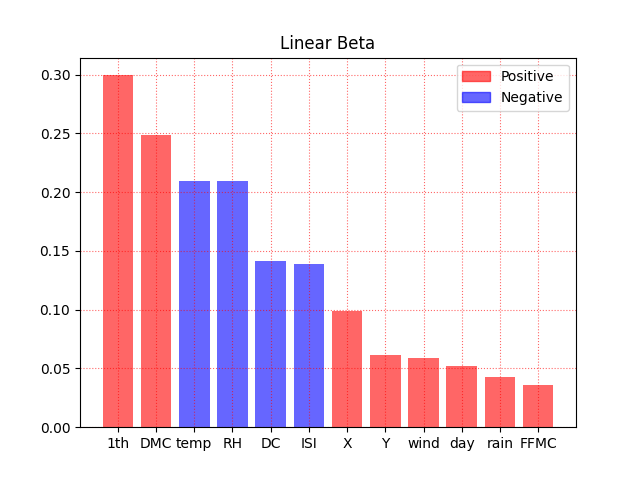 Linear Beta
Positive
Negative
0.30
0.25
0.20
0.15
0.10
0.05
0.00
1th DMC temp RH DC ISI X Y wind day rain FFMC